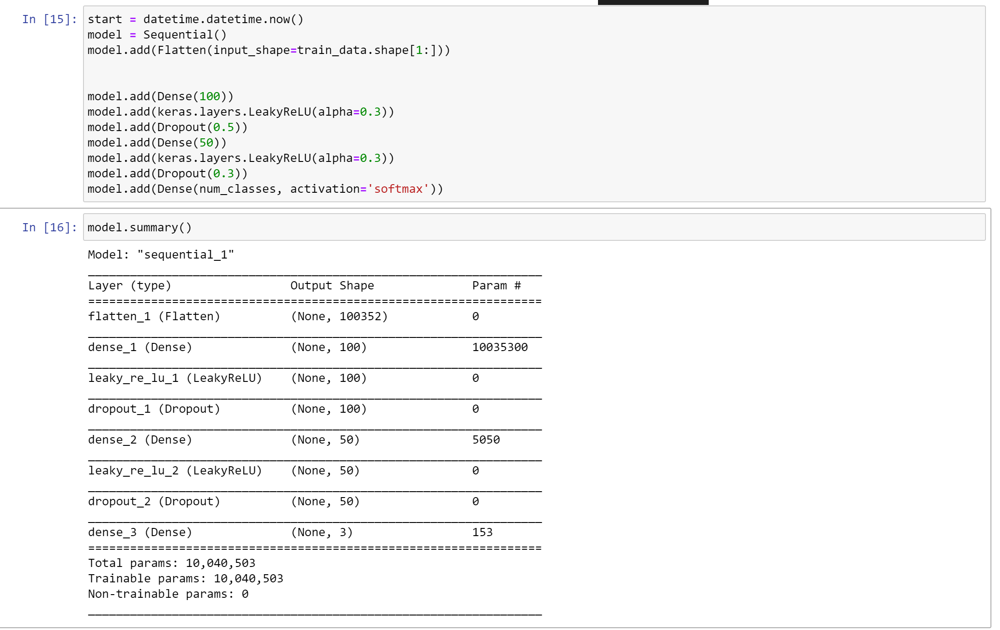 In [15]: start = datetime.datetime.now()
model = Sequential()
model.add(Flatten(input_shape=train_data.shape[1:]))
model.add(Dense(100))
model.add(keras.layers.LeakyReLU(alpha=0.3))
model.add(Dropout(0.5))
model.add(Dense(50))
model.add(keras.layers.LeakyReLU(alpha=0.3))
model.add(Dropout(0.3))
model.add(Dense(num_classes, activation='softmax'))
In [16]: model.summary()
Model: "sequential_1"
_________________________________________________________________
Layer (type)                 Output Shape              Param #
=================================================================
flatten_1 (Flatten)          (None, 100352)            0
_________________________________________________________________
dense_1 (Dense)              (None, 100)               10035300
_________________________________________________________________
leaky_re_lu_1 (LeakyReLU)    (None, 100)               0
_________________________________________________________________
dropout_1 (Dropout)          (None, 100)               0
_________________________________________________________________
dense_2 (Dense)              (None, 50)                5050
_________________________________________________________________
leaky_re_lu_2 (LeakyReLU)    (None, 50)                0
_________________________________________________________________
dropout_2 (Dropout)          (None, 50)                0
_________________________________________________________________
dense_3 (Dense)              (None, 3)                 153
=================================================================
Total params: 10,040,503
Trainable params: 10,040,503
Non-trainable params: 0
_________________________________________________________________